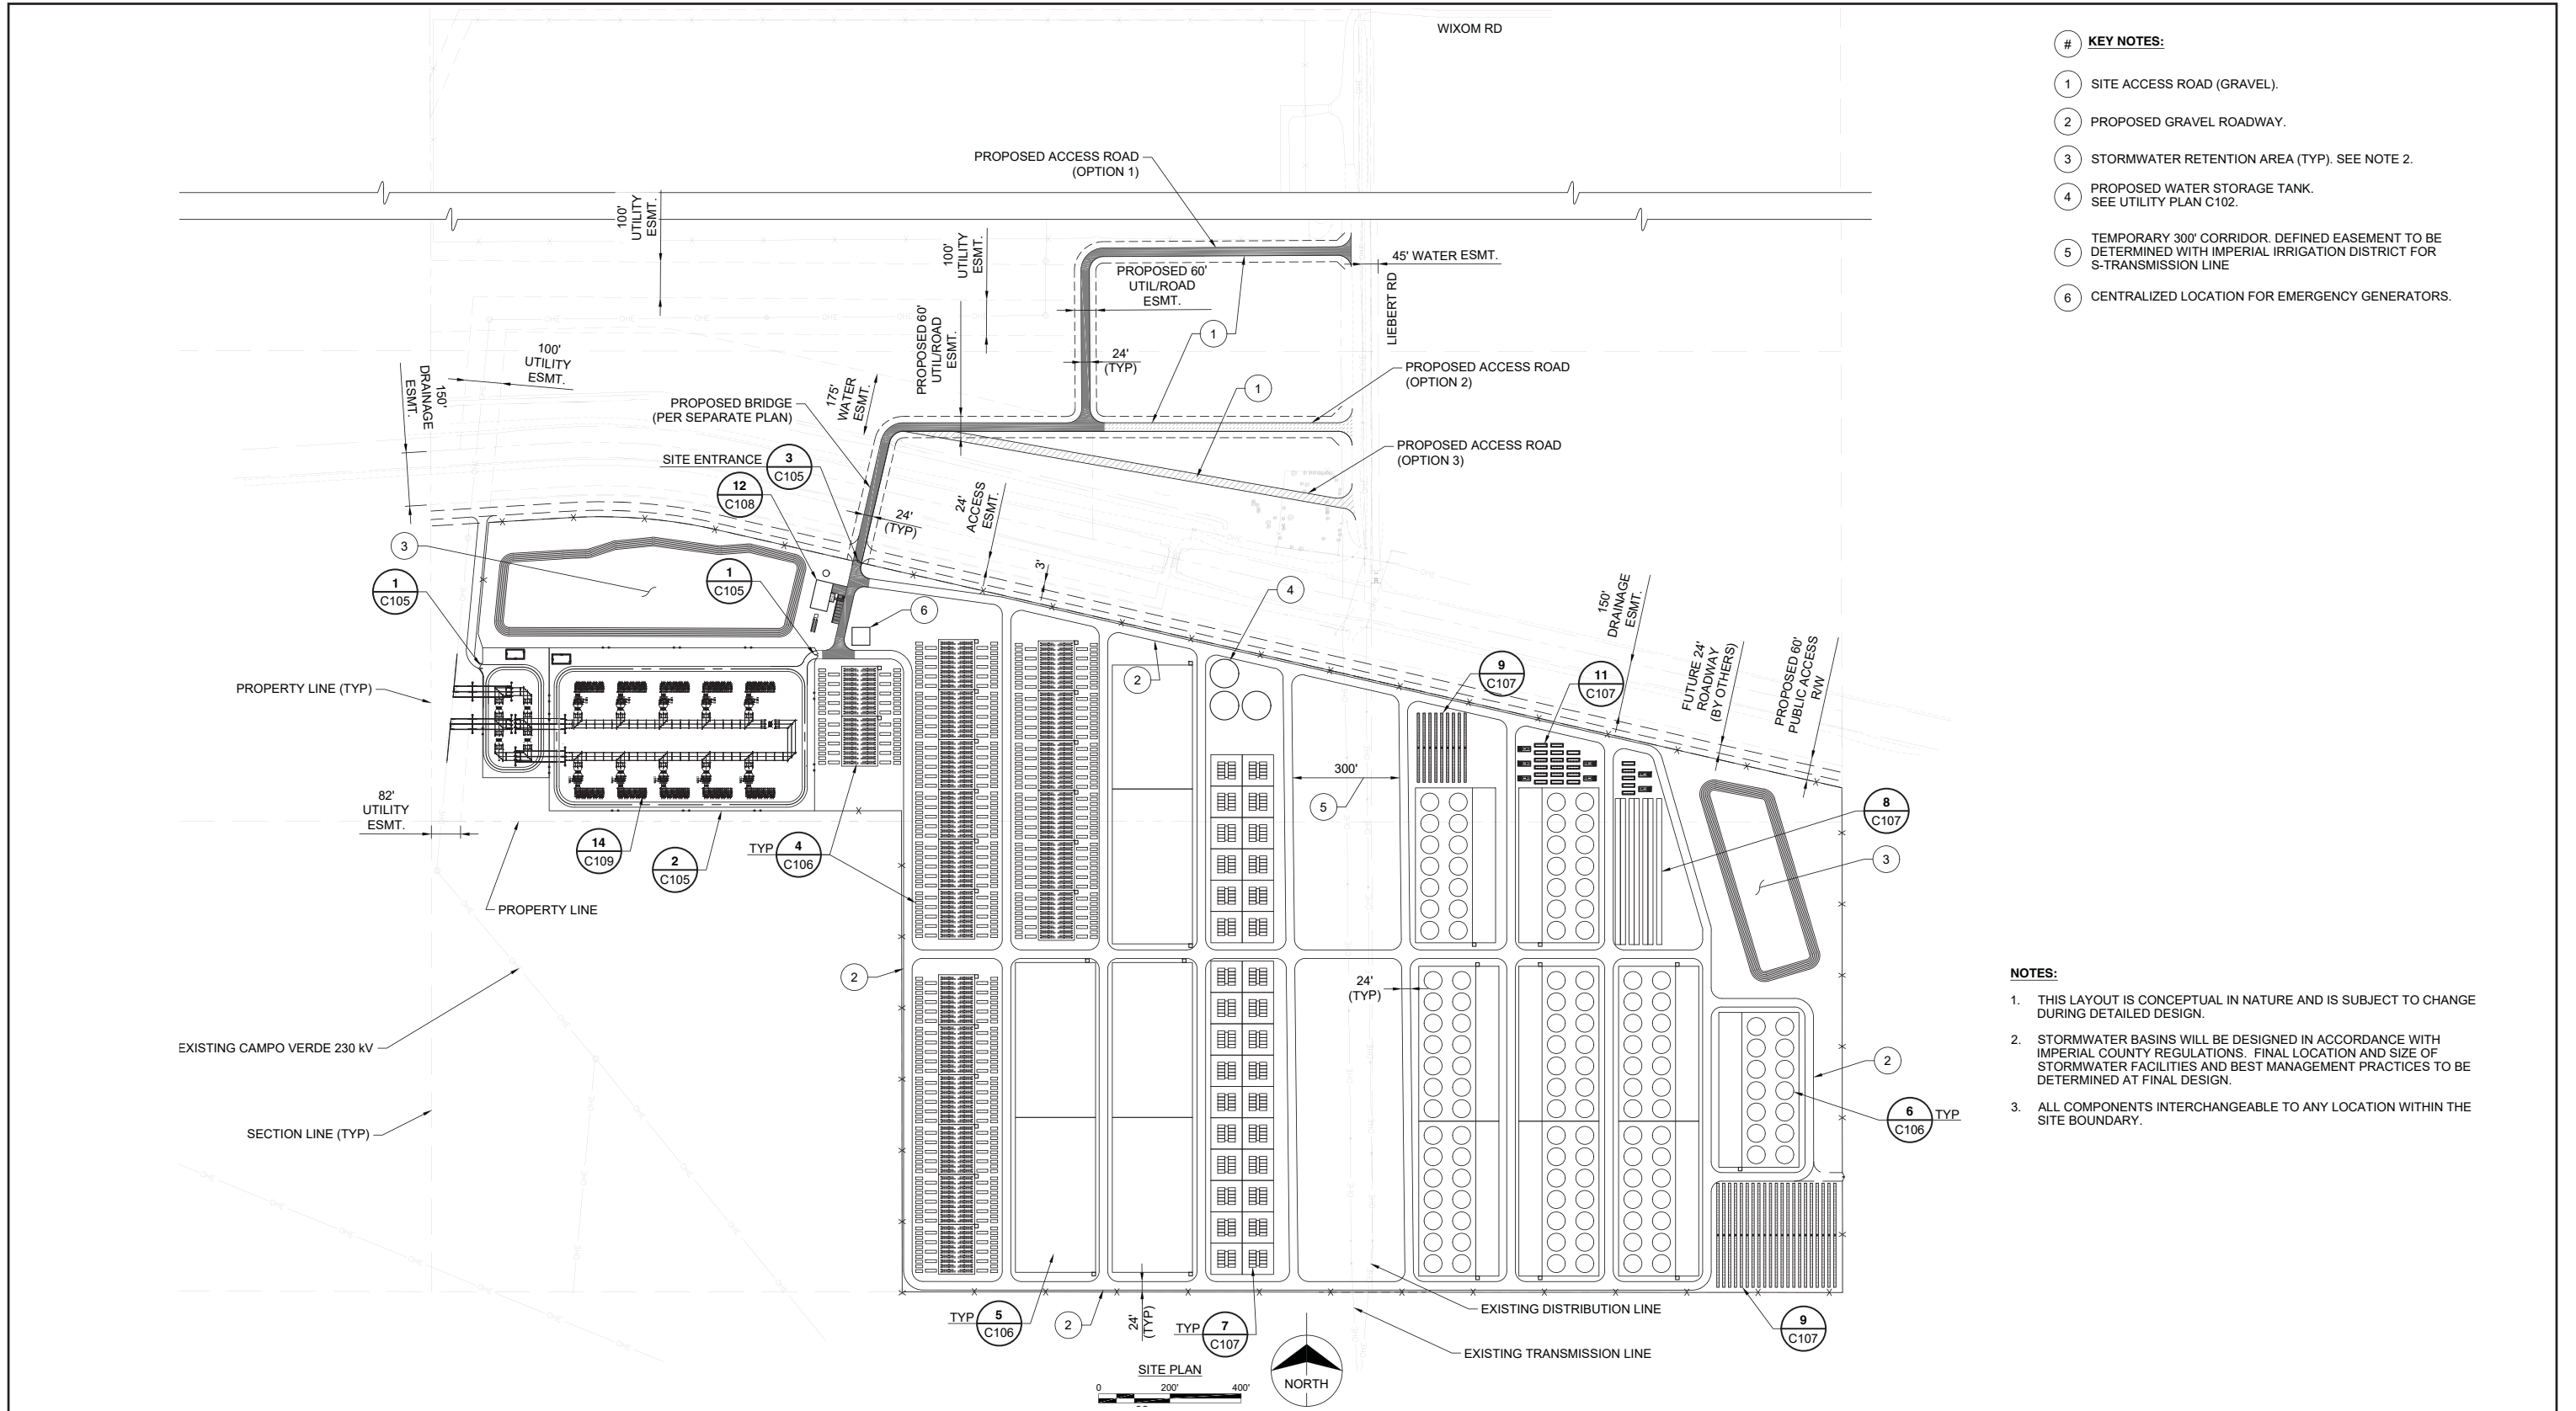 WIXOM RD
# KEY NOTES:
1 SITE ACCESS ROAD (GRAVEL).
2 PROPOSED GRAVEL ROADWAY.
3 STORMWATER RETENTION AREA (TYP). SEE NOTE 2.
4 PROPOSED WATER STORAGE TANK.
SEE UTILITY PLAN C102.
5 TEMPORARY 300' CORRIDOR. DEFINED EASEMENT TO BE
DETERMINED WITH IMPERIAL IRRIGATION DISTRICT FOR
S-TRANSMISSION LINE
6 CENTRALIZED LOCATION FOR EMERGENCY GENERATORS.
PROPOSED ACCESS ROAD
(OPTION 1)
100'
UTILITY
ESMT.
100'
UTILITY
ESMT.
45' WATER ESMT.
PROPOSED 60'
UTIL/ROAD
ESMT.
LIEBERT RD
1
PROPOSED 60'
UTIL/ROAD
ESMT.
24'
(TYP)
100'
UTILITY
ESMT.
150'
DRAINAGE
ESMT.
175'
WATER
ESMT.
PROPOSED ACCESS ROAD
(OPTION 2)
1
PROPOSED BRIDGE
(PER SEPARATE PLAN)
PROPOSED ACCESS ROAD
(OPTION 3)
SITE ENTRANCE
3
C105
12
C108
24'
(TYP)
24'
ACCESS
ESMT.
3
1
C105
1
C105
3'
4
6
150'
DRAINAGE
ESMT.
FUTURE 24'
ROADWAY
(BY OTHERS)
PROPOSED 60'
PUBLIC ACCESS
R/W
9
C107
11
C107
2
PROPERTY LINE (TYP)
300'
5
82'
UTILITY
ESMT.
8
C107
14
C109
2
C105
TYP
4
C106
3
PROPERTY LINE
2
24'
(TYP)
EXISTING CAMPO VERDE 230 kV
SECTION LINE (TYP)
2
6
C106
TYP
NOTES:
1. THIS LAYOUT IS CONCEPTUAL IN NATURE AND IS SUBJECT TO CHANGE
DURING DETAILED DESIGN.
2. STORMWATER BASINS WILL BE DESIGNED IN ACCORDANCE WITH
IMPERIAL COUNTY REGULATIONS. FINAL LOCATION AND SIZE OF
STORMWATER FACILITIES AND BEST MANAGEMENT PRACTICES TO BE
DETERMINED AT FINAL DESIGN.
3. ALL COMPONENTS INTERCHANGEABLE TO ANY LOCATION WITHIN THE
SITE BOUNDARY.
TYP
5
C106
2
24'
(TYP)
TYP
7
C107
EXISTING DISTRIBUTION LINE
9
C107
EXISTING TRANSMISSION LINE
SITE PLAN
0 200' 400'
NORTH